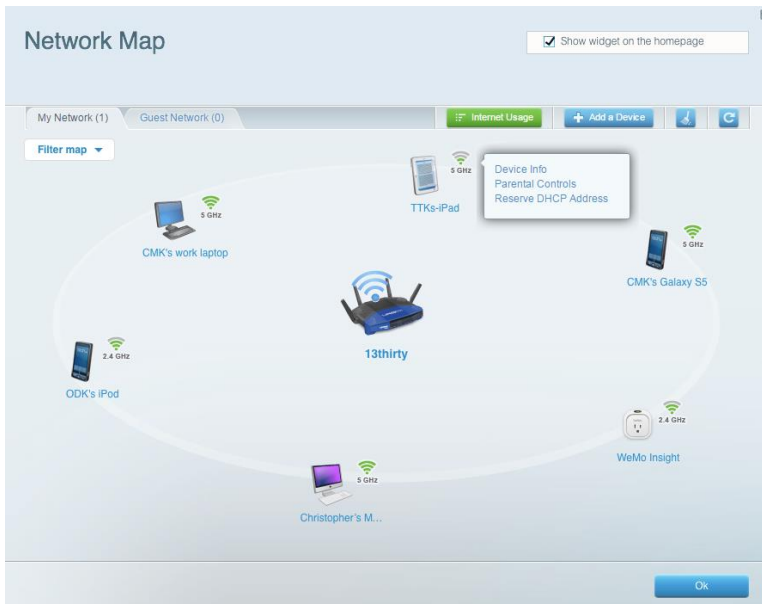 Network Map
Show widget on the homepage
My Network (1)
Guest Network (0)
Internet Usage
Add a Device
Filter map
5 GHz
Device Info
Parental Controls
Reserve DHCP Address
TTKs-iPad
5 GHz
CMK's work laptop
5 GHz
CMK's Galaxy S5
13thirty
2.4 GHz
ODK's iPod
2.4 GHz
WeMo Insight
5 GHz
Christopher's M...
Ok